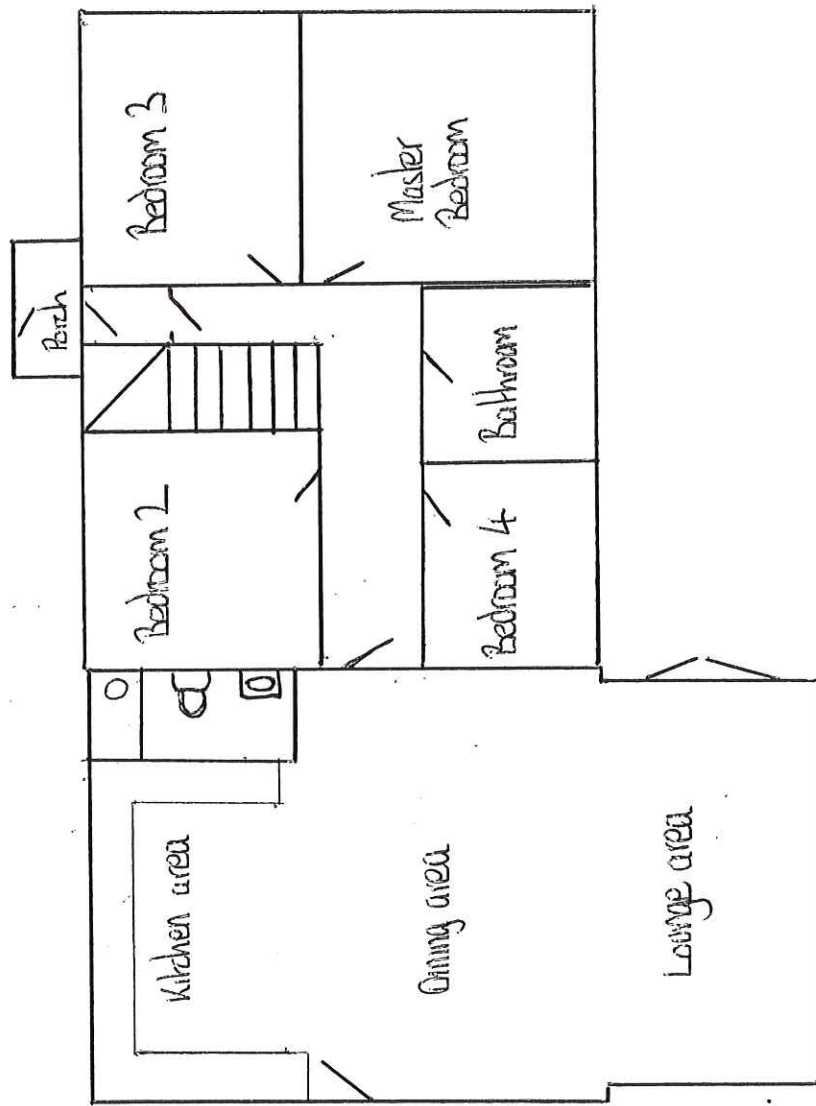 Porch
Bedroom 3
Master
Bedroom
Bedroom 2
Bathroom
Bedroom 4
Kitchen area
Dining area
Lounge area